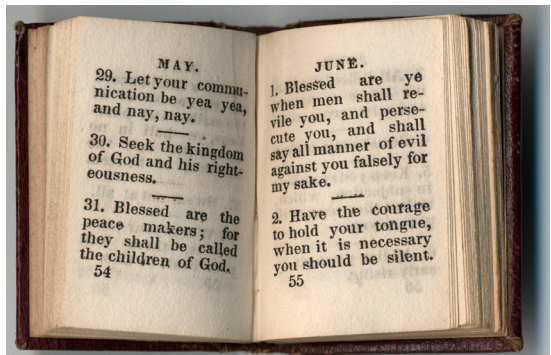 MAY.
29. Let your commu-
nication be yea yea,
and nay, nay.
30. Seek the kingdom
of God and his right-
eousness.
31. Blessed are the
peace makers; for
they shall be called
the children of God.
54
JUNE.
1. Blessed are ye
when men shall re-
vile you, and perse-
cute you, and shall
say all manner of evil
against you falsely for
my sake.
2. Have the courage
to hold your tongue,
when it is necessary
you should be silent.
55